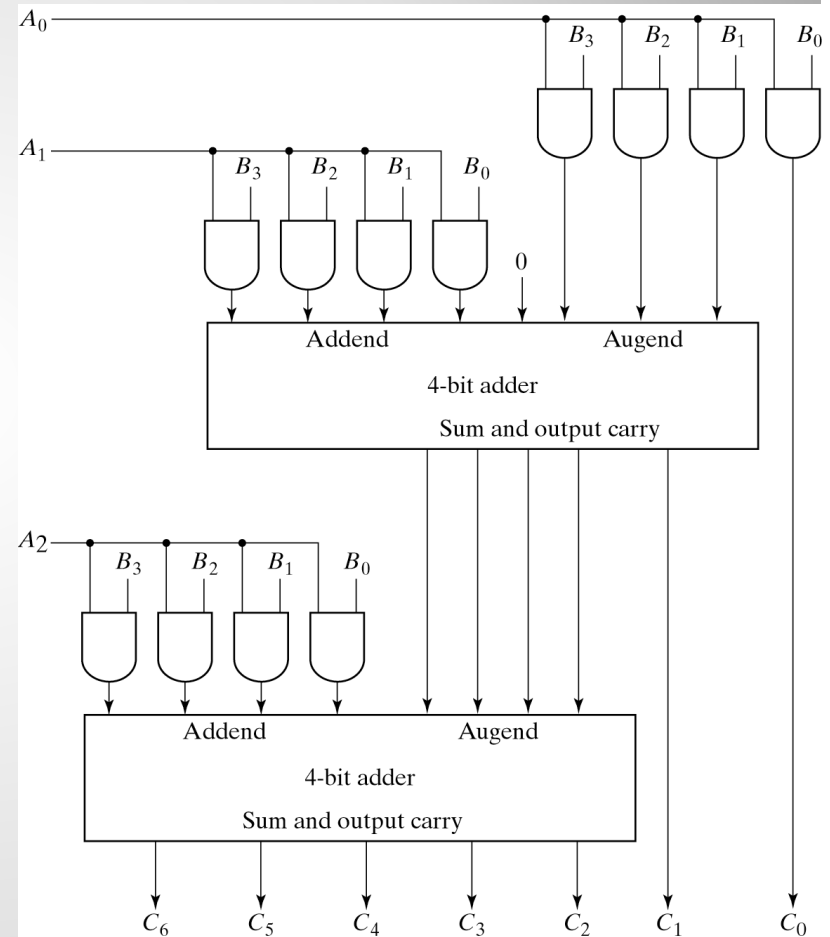 A₀
B₃ B₂ B₁ B₀
A₁
B₃ B₂ B₁ B₀
0
Addend Augend
4-bit adder
Sum and output carry
A₂
B₃ B₂ B₁ B₀
Addend Augend
4-bit adder
Sum and output carry
C₆ C₅ C₄ C₃ C₂ C₁ C₀